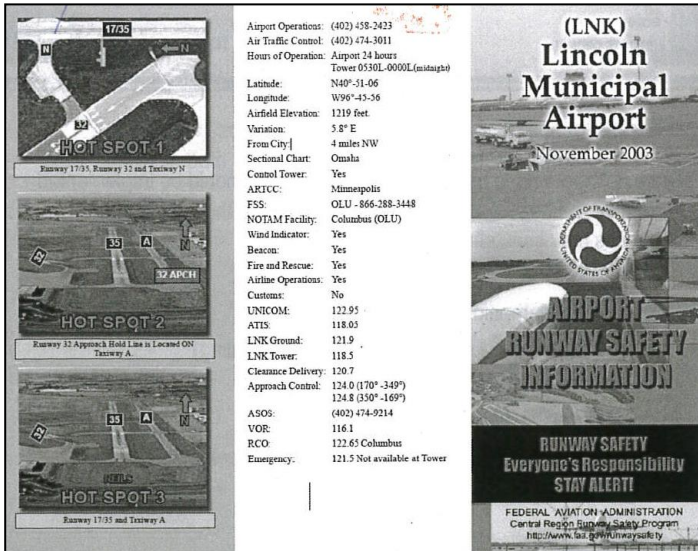 17/35
N
N
32
HOT SPOT 1
Runway 17/35, Runway 32 and Taxiway N
32
35
A
N
32 APCH
HOT SPOT 2
Runway 32 Approach Hold Line is Located ON
Taxiway A.
32
35
A
N
REILS
HOT SPOT 3
Runway 17/35 and Taxiway A
Airport Operations: (402) 458-2423
Air Traffic Control: (402) 474-3011
Hours of Operation: Airport 24 hours
Tower 0530L-0000L(midnight)
Latitude: N40°-51-06
Longitude: W96°-45-56
Airfield Elevation: 1219 feet
Variation: 5.8° E
From City: 4 miles NW
Sectional Chart: Omaha
Control Tower: Yes
ARTCC: Minneapolis
FSS: OLU - 866-288-3448
NOTAM Facility: Columbus (OLU)
Wind Indicator: Yes
Beacon: Yes
Fire and Rescue: Yes
Airline Operations: Yes
Customs: No
UNICOM: 122.95
ATIS: 118.05
LNK Ground: 121.9
LNK Tower: 118.5
Clearance Delivery: 120.7
Approach Control: 124.0 (170° -349°)
124.8 (350° -169°)
ASOS: (402) 474-9214
VOR: 116.1
RCO: 122.65 Columbus
Emergency: 121.5 Not available at Tower
(LNK)
Lincoln
Municipal
Airport
November 2003
DEPARTMENT OF TRANSPORTATION
UNITED STATES OF AMERICA
AIRPORT
RUNWAY SAFETY
INFORMATION
RUNWAY SAFETY
Everyone's Responsibility
STAY ALERT!
FEDERAL AVIATION ADMINISTRATION
Central Region Runway Safety Program
http://www.faa.gov/runwaysafety